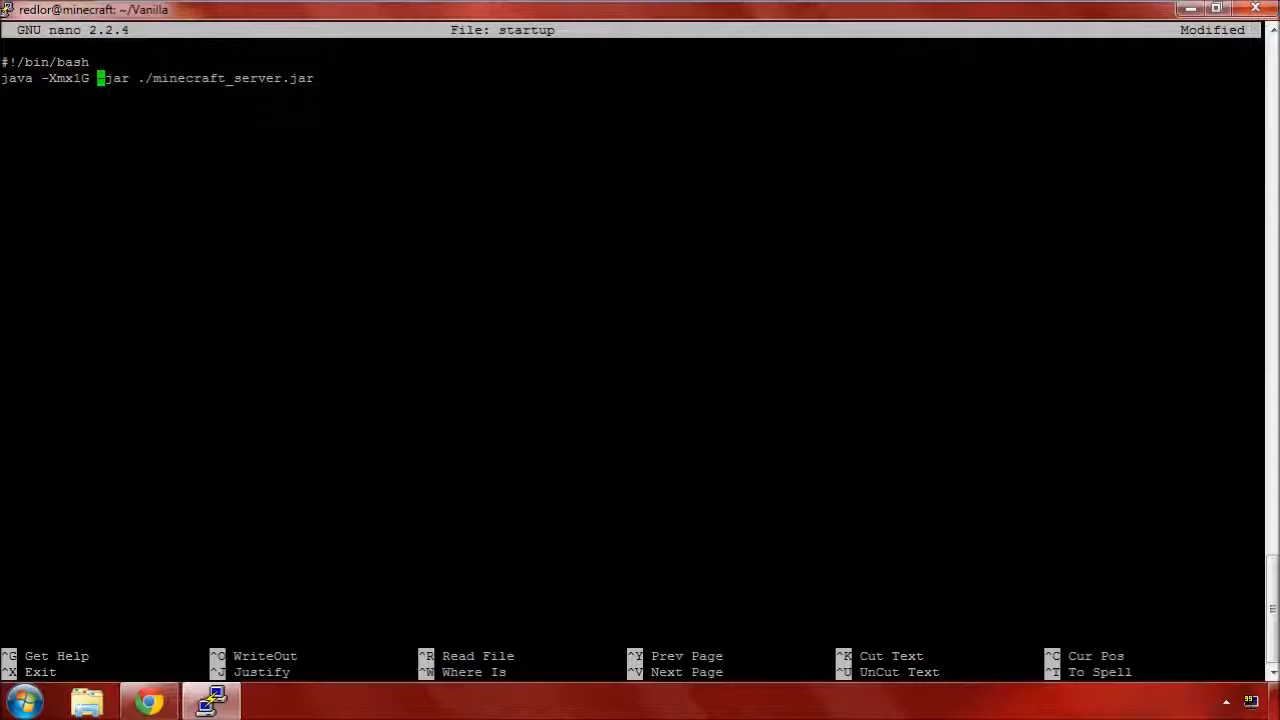 redlor@minecraft: ~/Vanilla
GNU nano 2.2.4 File: startup Modified
#!/bin/bash
java -Xmx1G -jar ./minecraft_server.jar
^G Get Help ^O WriteOut ^R Read File ^Y Prev Page ^K Cut Text ^C Cur Pos
^X Exit ^J Justify ^W Where Is ^V Next Page ^U UnCut Text ^T To Spell
99